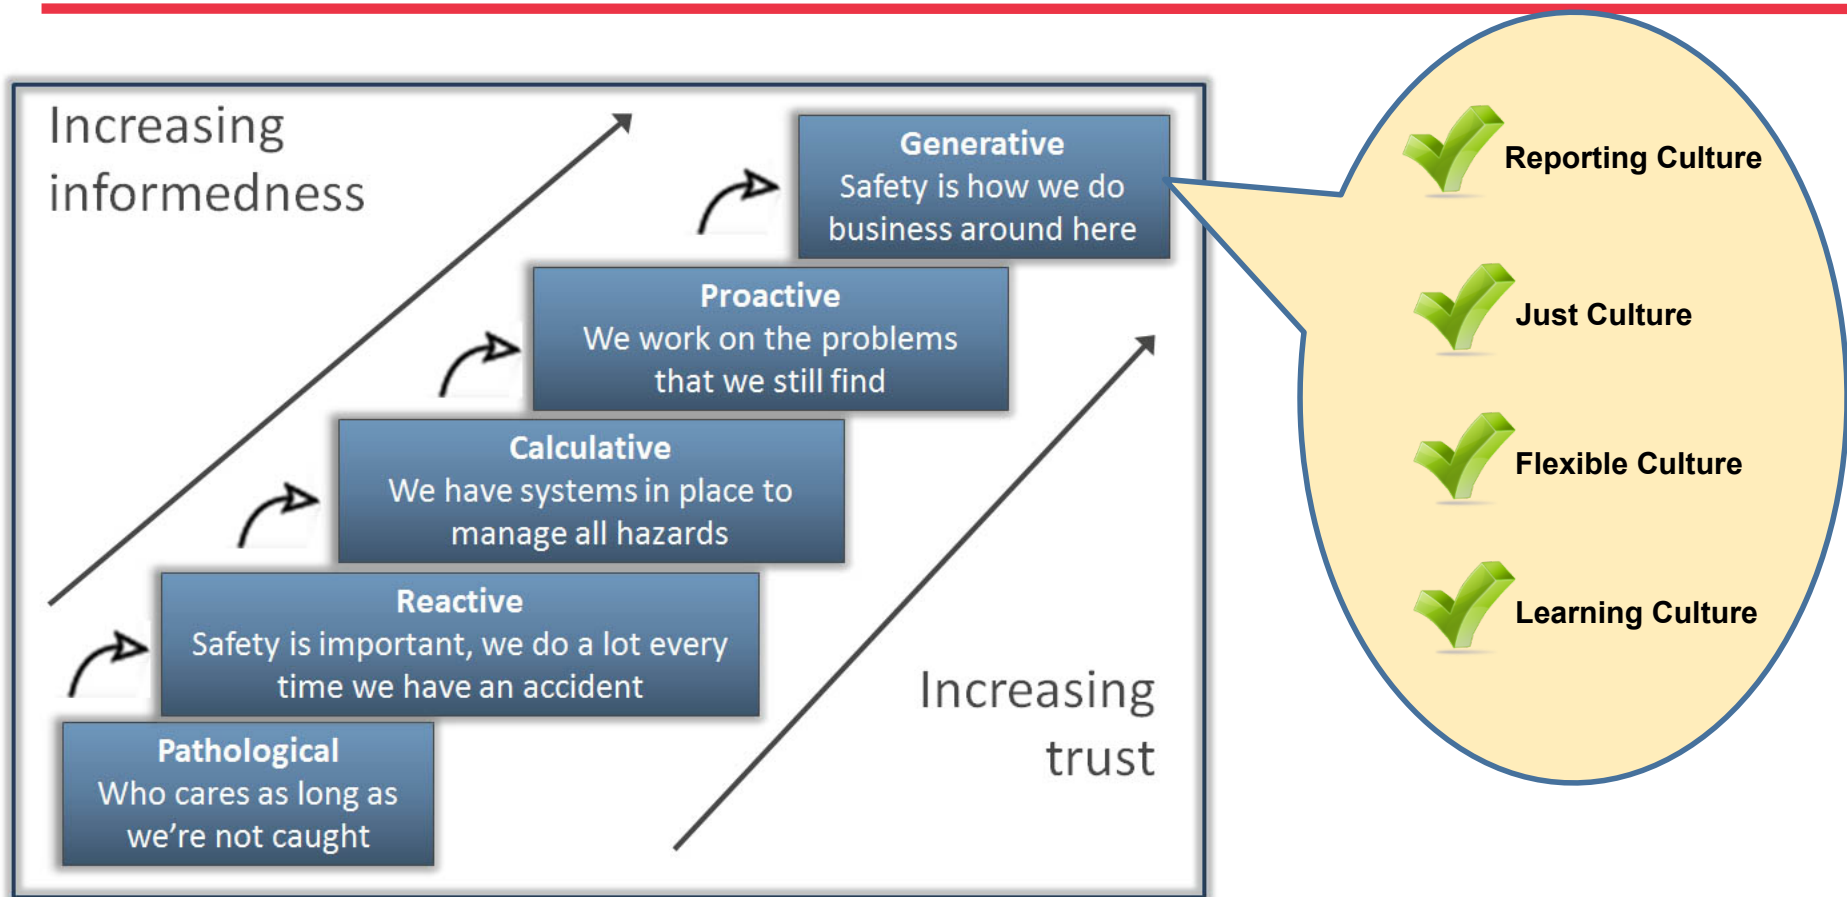 Increasing
informedness
Generative
Safety is how we do
business around here
Proactive
We work on the problems
that we still find
Calculative
We have systems in place to
manage all hazards
Reactive
Safety is important, we do a lot every
time we have an accident
Pathological
Who cares as long as
we’re not caught
Increasing
trust
Reporting Culture
Just Culture
Flexible Culture
Learning Culture